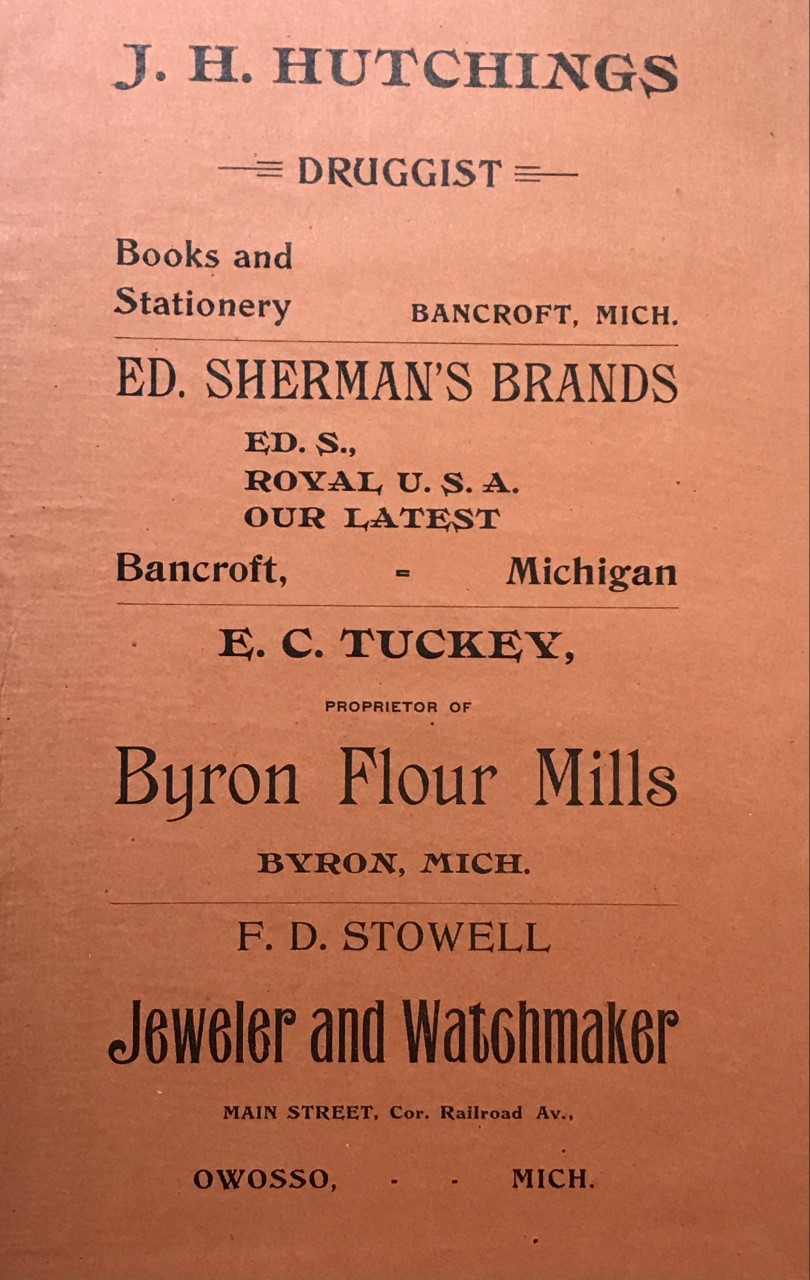 J. H. HUTCHINGS
DRUGGIST
Books and
Stationery BANCROFT, MICH.
ED. SHERMAN'S BRANDS
ED. S.,
ROYAL U. S. A.
OUR LATEST
Bancroft, = Michigan
E. C. TUCKEY,
PROPRIETOR OF
Byron Flour Mills
BYRON, MICH.
F. D. STOWELL
Jeweler and Watchmaker
MAIN STREET, Cor. Railroad Av.,
OWOSSO, - - MICH.